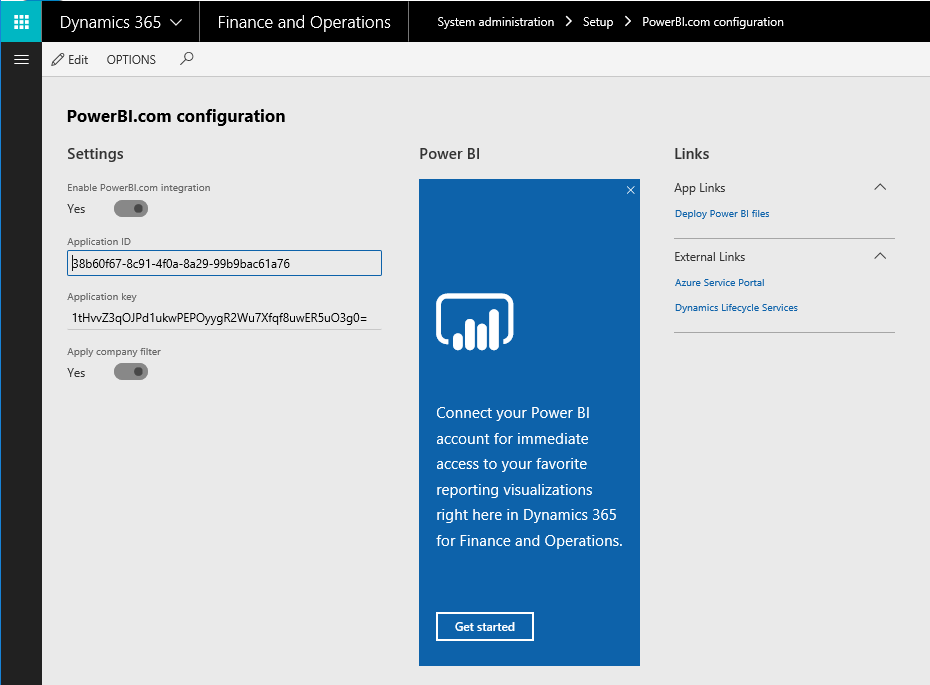 Dynamics 365
Finance and Operations
System administration > Setup > PowerBI.com configuration
Edit OPTIONS
PowerBI.com configuration
Settings
Enable PowerBI.com integration
Yes
Application ID
38b60f67-8c91-4f0a-8a29-99b9bac61a76
Application key
1tHvvZ3qOJPd1ukwPEPOyygR2Wu7Xfqf8uwER5uO3g0=
Apply company filter
Yes
Power BI
Connect your Power BI
account for immediate
access to your favorite
reporting visualizations
right here in Dynamics 365
for Finance and Operations.
Get started
Links
App Links
Deploy Power BI files
External Links
Azure Service Portal
Dynamics Lifecycle Services